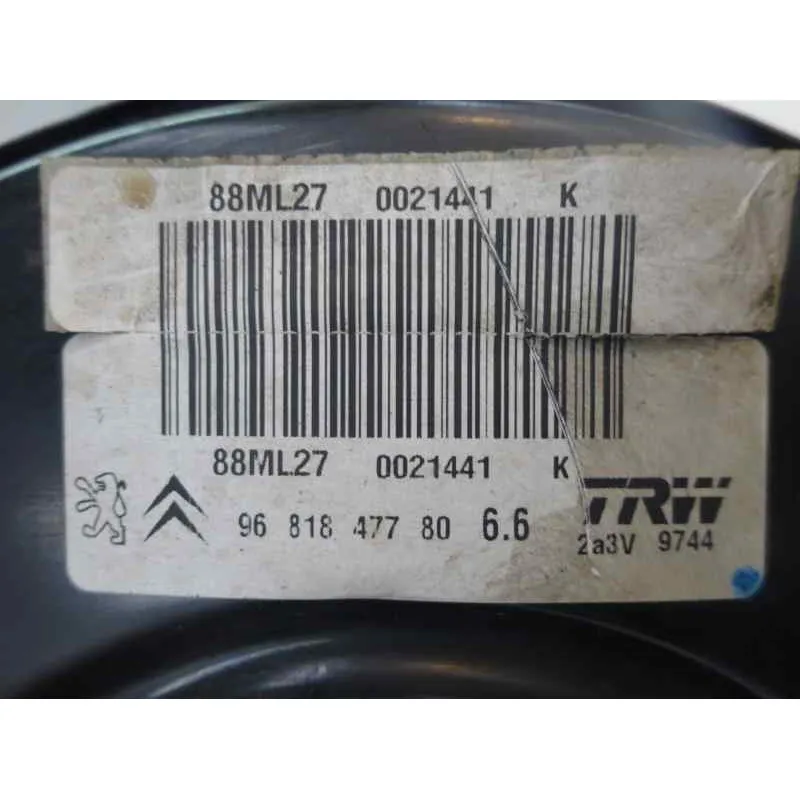 88ML27 0021441 K
88ML27 0021441 K
96 818 477 80 6.6
TRW
2a3V 9744